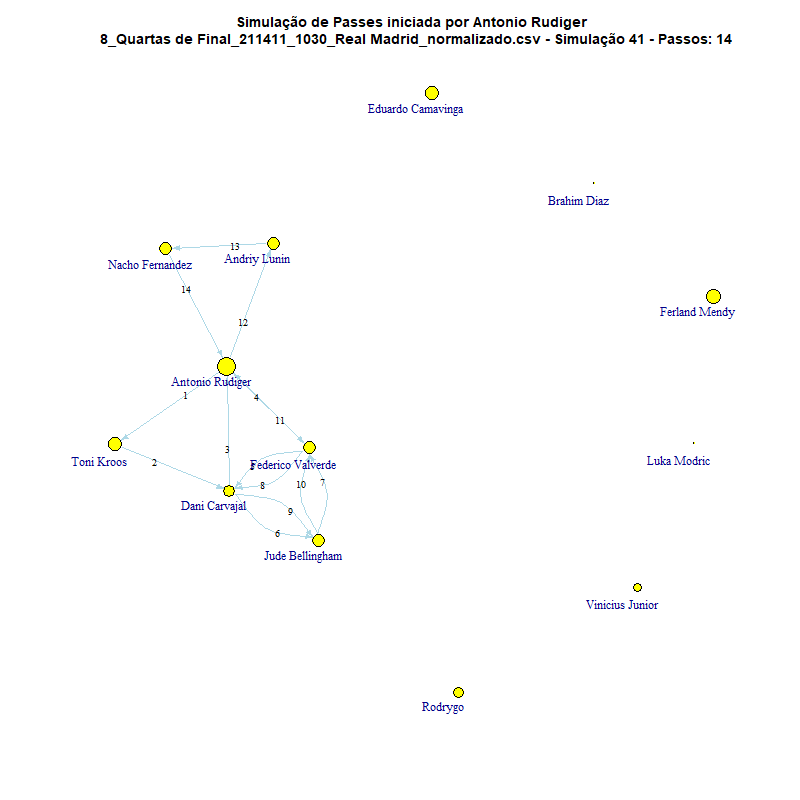 Simulação de Passes iniciada por Antonio Rudiger
8_Quartas de Final_211411_1030_Real Madrid_normalizado.csv - Simulação 41 - Passos: 14
Eduardo Camavinga
Brahim Diaz
13
Nacho Fernandez
Andriy Lunin
14
Ferland Mendy
12
Antonio Rudiger
1
4
11
3
Toni Kroos
2
Federico Valverde
Luka Modric
8
10
7
Dani Carvajal
9
6
Jude Bellingham
Vinicius Junior
Rodrygo